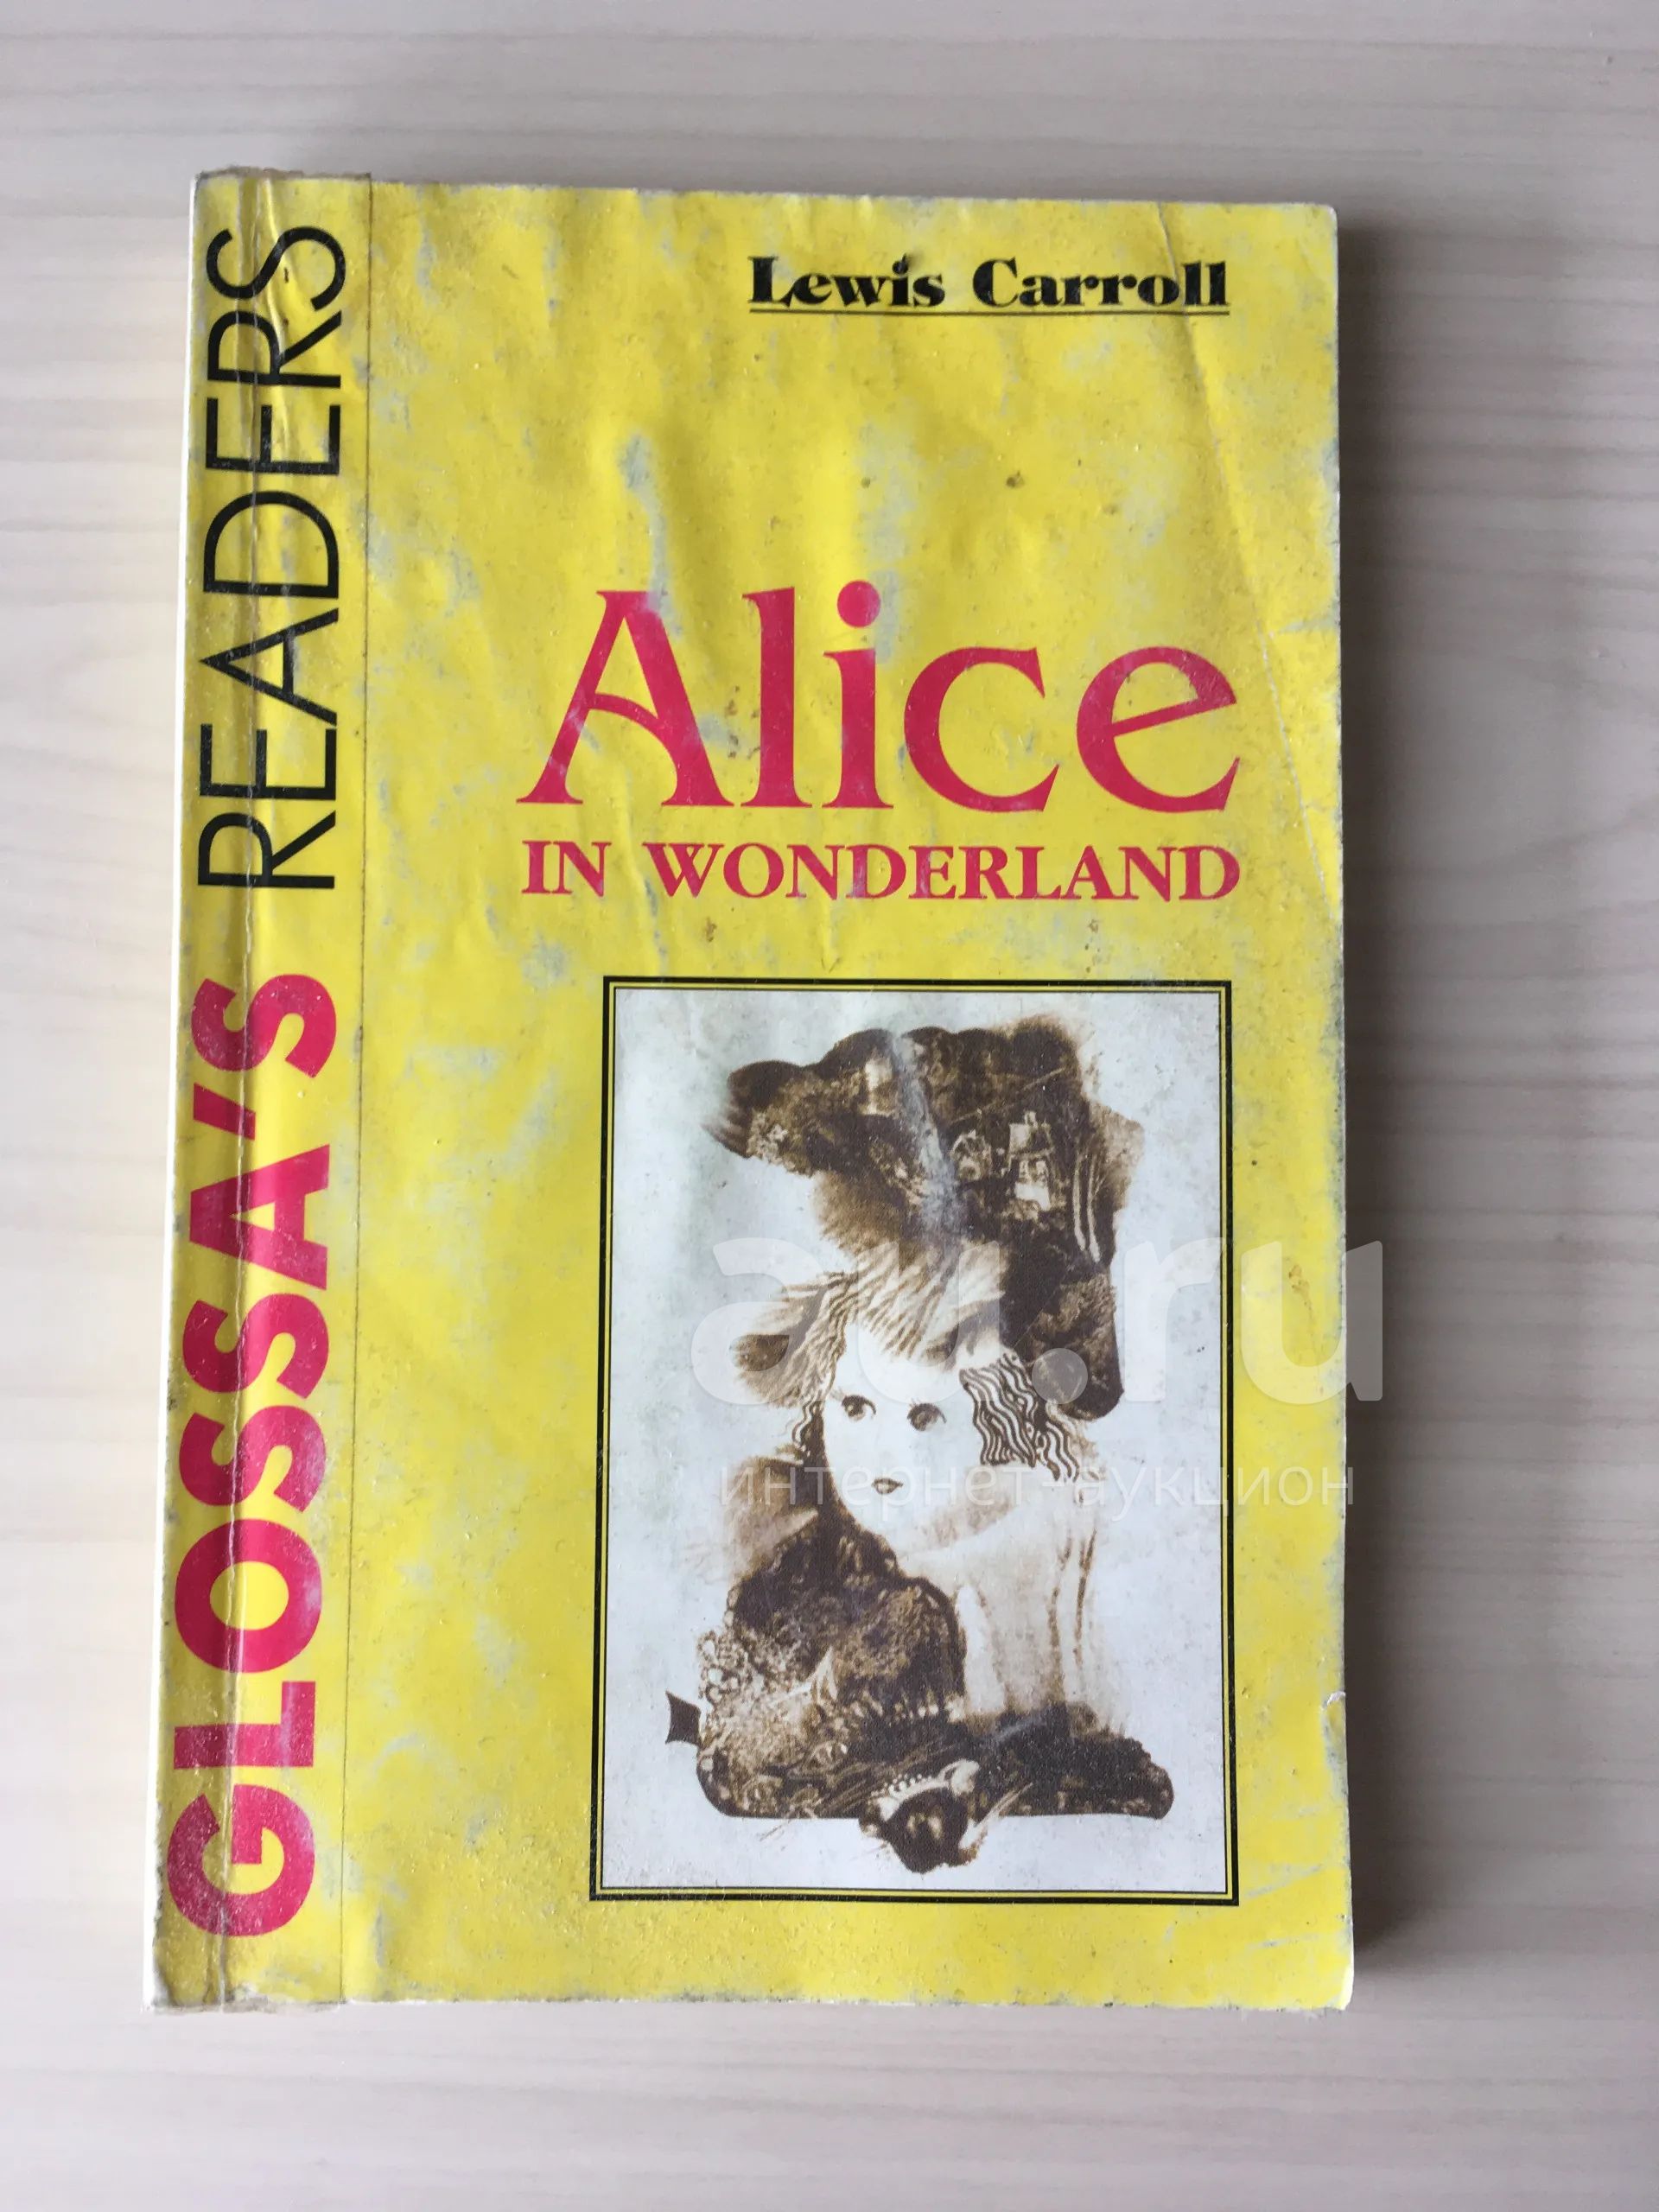 Lewis Carroll
Alice
IN WONDERLAND
GLOSSA'S READERS
au.ru
интернет-аукцион